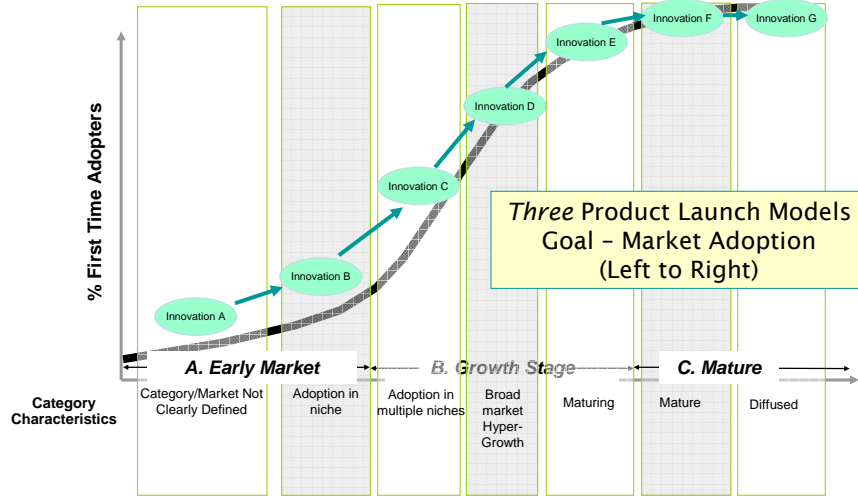 % First Time Adopters
Innovation A
Innovation B
Innovation C
Innovation D
Innovation E
Innovation F
Innovation G
Three Product Launch Models
Goal – Market Adoption
(Left to Right)
A. Early Market
B. Growth Stage
C. Mature
Category
Characteristics
Category/Market Not
Clearly Defined
Adoption in
niche
Adoption in
multiple niches
Broad
market
Hyper-
Growth
Maturing
Mature
Diffused